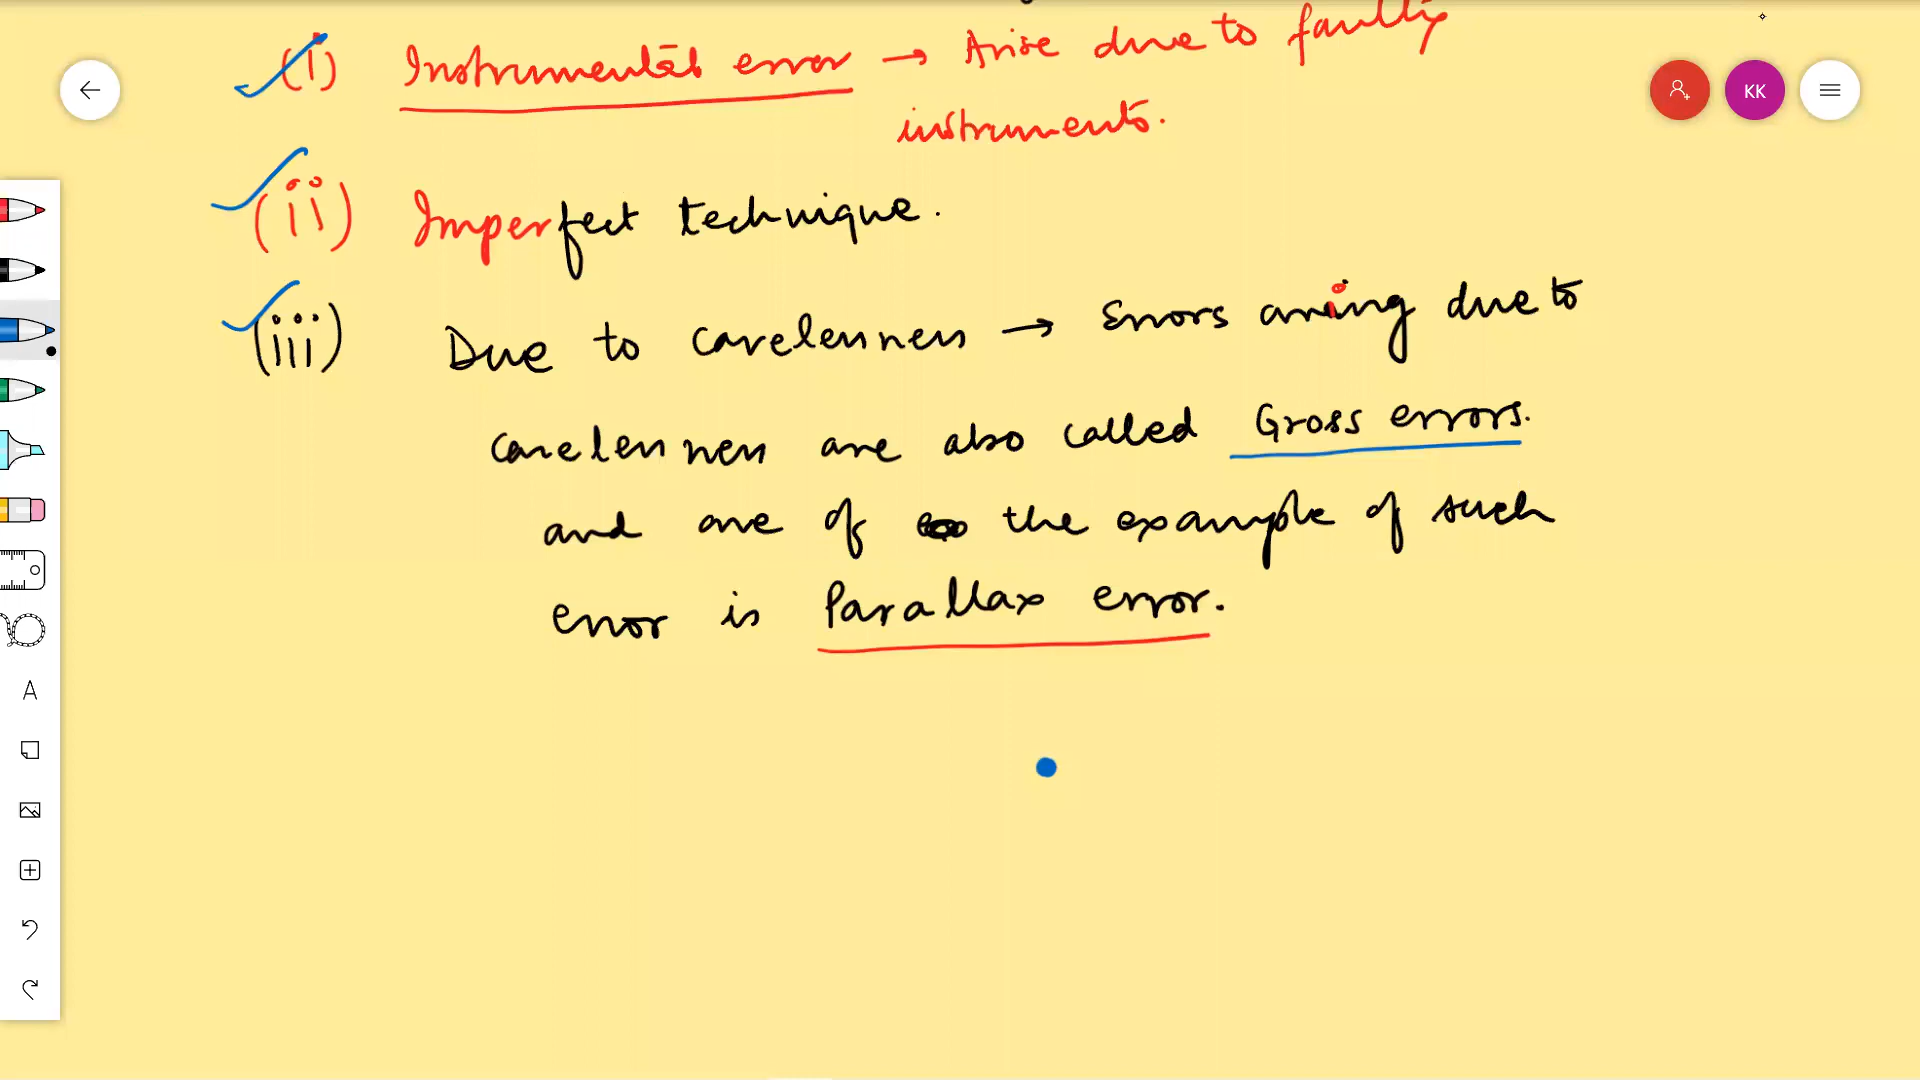 (i) Instrumental error → Arise due to faulty
instruments.
KK
(ii) Imperfect technique.
(iii) Due to carelessness → Errors arising due to
carelessness are also called Gross errors.
and one of the example of such
error is Parallax error.
A